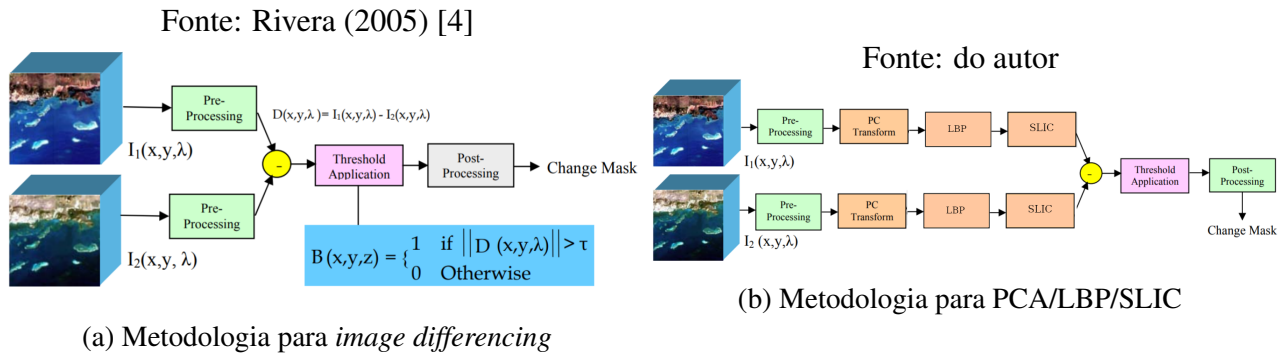 Fonte: Rivera (2005) [4]
Pre-
Processing
D(x,y,λ) = I₁(x,y,λ) - I₂(x,y,λ)
I₁(x,y,λ)
-
Threshold
Application
Post-
Processing
Change Mask
Pre-
Processing
I₂(x,y, λ)
B(x,y,z) = {1 if ||D (x,y,λ)|| > τ
0 Otherwise
(a) Metodologia para image differencing
Fonte: do autor
Pre-
Processing
PC
Transform
LBP
SLIC
I₁(x,y,λ)
-
Threshold
Application
Post-
Processing
Pre-
Processing
PC
Transform
LBP
SLIC
I₂ (x,y,λ)
Change Mask
(b) Metodologia para PCA/LBP/SLIC